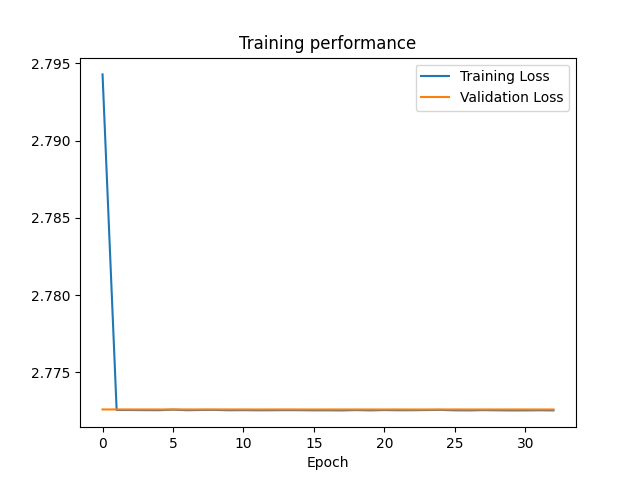 Training performance
2.795
2.790
2.785
2.780
2.775
Training Loss
Validation Loss
0 5 10 15 20 25 30
Epoch